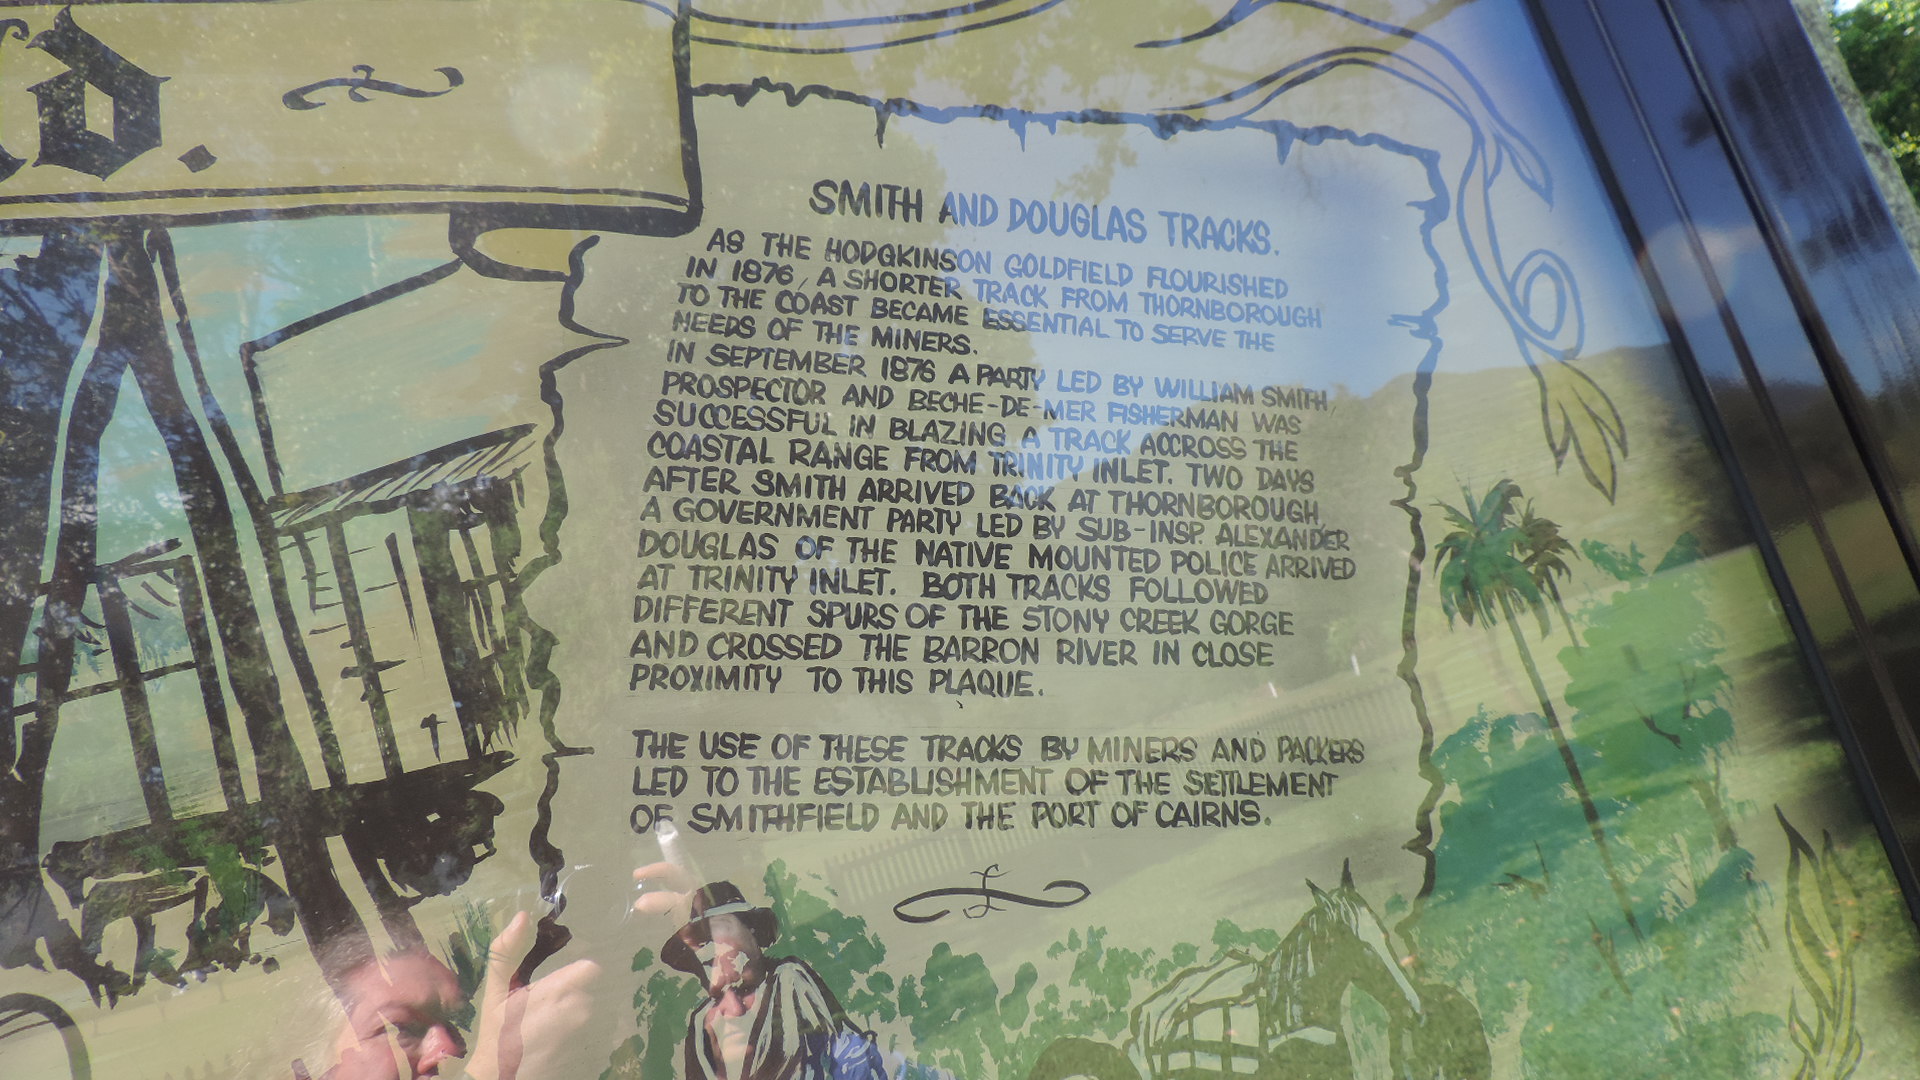 d.
SMITH AND DOUGLAS TRACKS.
AS THE HODGKINSON GOLDFIELD FLOURISHED
IN 1876, A SHORTER TRACK FROM THORNBOROUGH
TO THE COAST BECAME ESSENTIAL TO SERVE THE
NEEDS OF THE MINERS.
IN SEPTEMBER 1876 A PARTY LED BY WILLIAM SMITH,
PROSPECTOR AND BECHE-DE-MER FISHERMAN WAS
SUCCESSFUL IN BLAZING A TRACK ACCROSS THE
COASTAL RANGE FROM TRINITY INLET. TWO DAYS
AFTER SMITH ARRIVED BACK AT THORNBOROUGH,
A GOVERNMENT PARTY LED BY SUB-INSP. ALEXANDER
DOUGLAS OF THE NATIVE MOUNTED POLICE ARRIVED
AT TRINITY INLET. BOTH TRACKS FOLLOWED
DIFFERENT SPURS OF THE STONY CREEK GORGE
AND CROSSED THE BARRON RIVER IN CLOSE
PROXIMITY TO THIS PLAQUE.
THE USE OF THESE TRACKS BY MINERS AND PACKERS
LED TO THE ESTABLISHMENT OF THE SETLEMENT
OF SMITHFIELD AND THE PORT OF CAIRNS.